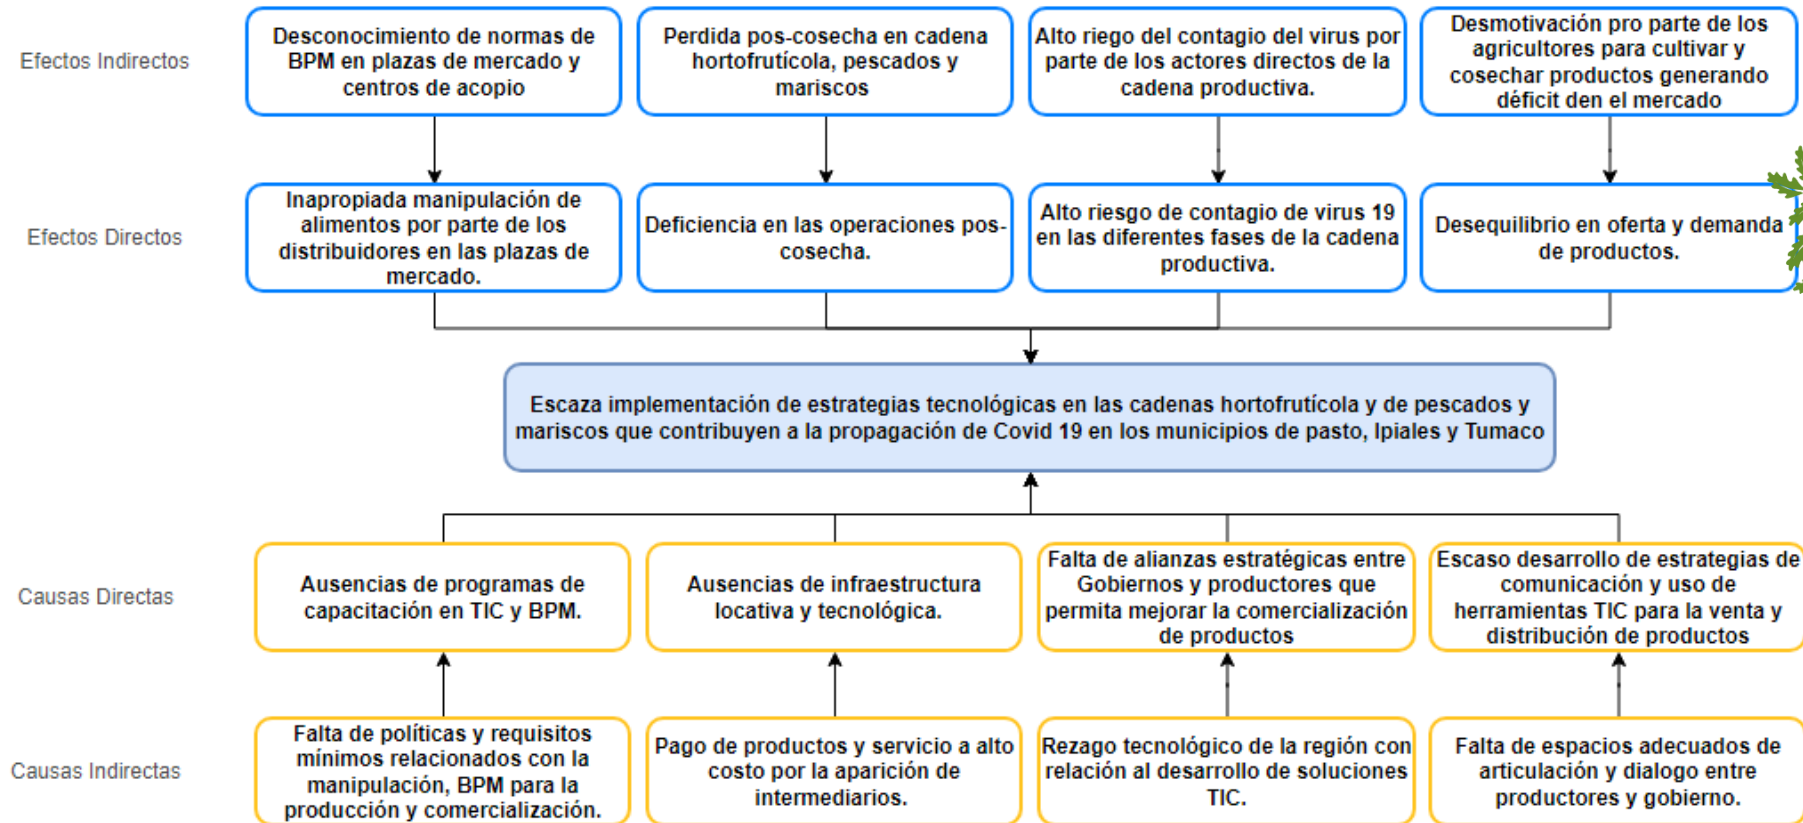 Efectos Indirectos
Desconocimiento de normas de
BPM en plazas de mercado y
centros de acopio
Perdida pos-cosecha en cadena
hortofrutícola, pescados y
mariscos
Alto riego del contagio del virus por
parte de los actores directos de la
cadena productiva.
Desmotivación pro parte de los
agricultores para cultivar y
cosechar productos generando
déficit den el mercado
Efectos Directos
Inapropiada manipulación de
alimentos por parte de los
distribuidores en las plazas de
mercado.
Deficiencia en las operaciones pos-
cosecha.
Alto riesgo de contagio de virus 19
en las diferentes fases de la cadena
productiva.
Desequilibrio en oferta y demanda
de productos.
Escaza implementación de estrategias tecnológicas en las cadenas hortofrutícola y de pescados y
mariscos que contribuyen a la propagación de Covid 19 en los municipios de pasto, Ipiales y Tumaco
Causas Directas
Ausencias de programas de
capacitación en TIC y BPM.
Ausencias de infraestructura
locativa y tecnológica.
Falta de alianzas estratégicas entre
Gobiernos y productores que
permita mejorar la comercialización
de productos
Escaso desarrollo de estrategias de
comunicación y uso de
herramientas TIC para la venta y
distribución de productos
Causas Indirectas
Falta de políticas y requisitos
mínimos relacionados con la
manipulación, BPM para la
producción y comercialización.
Pago de productos y servicio a alto
costo por la aparición de
intermediarios.
Rezago tecnológico de la región con
relación al desarrollo de soluciones
TIC.
Falta de espacios adecuados de
articulación y dialogo entre
productores y gobierno.